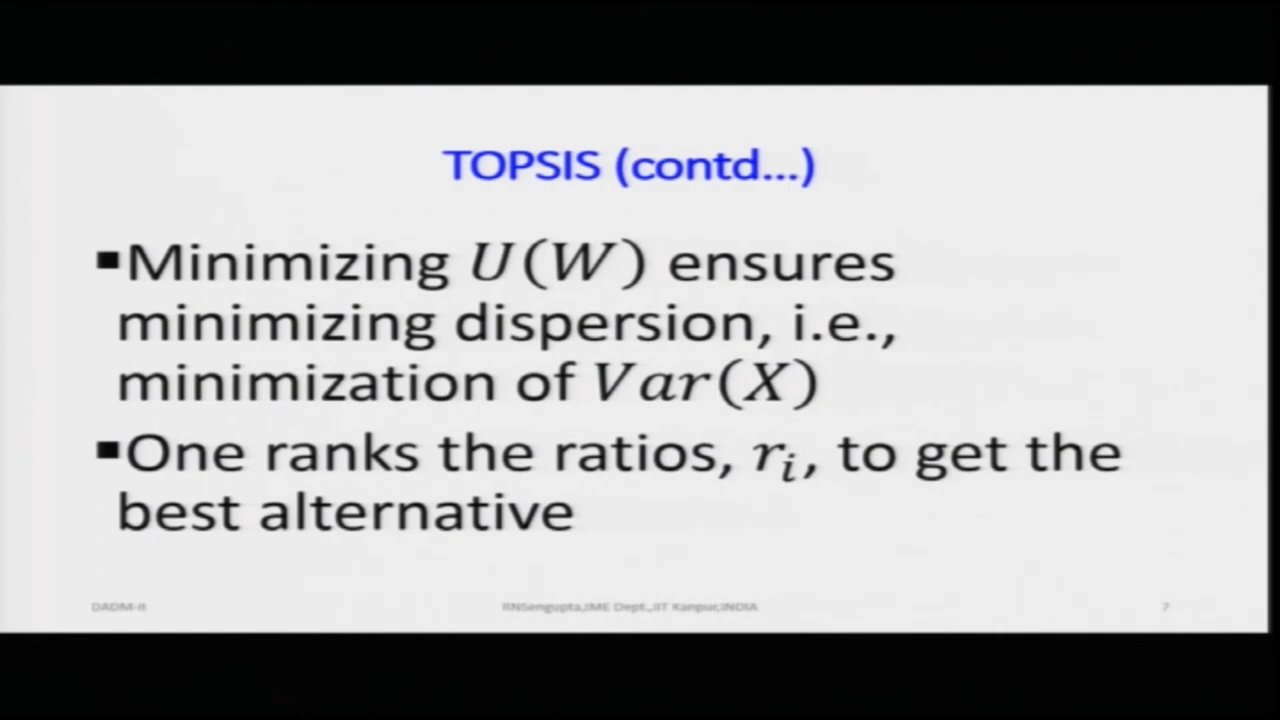 TOPSIS (contd...)
▪Minimizing U(W) ensures
minimizing dispersion, i.e.,
minimization of Var(X)
▪One ranks the ratios, rᵢ, to get the
best alternative
DADM-II
RNSengupta,IME Dept.,IIT Kanpur,INDIA
7